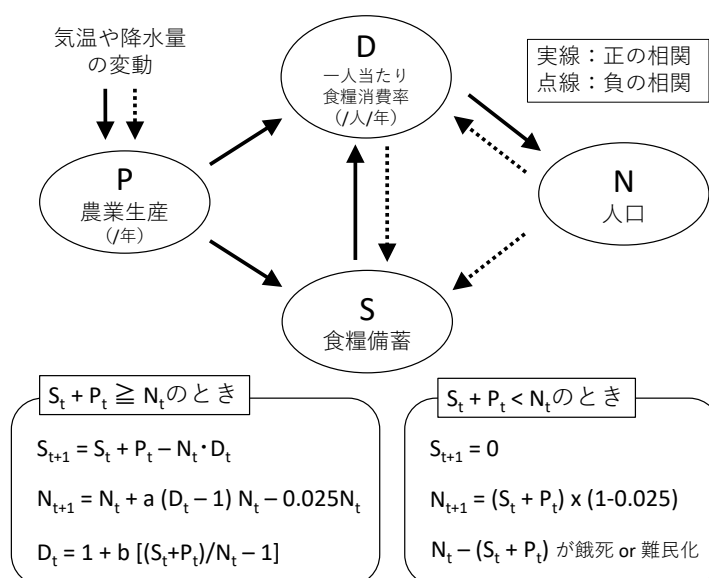 気温や降水量
の変動
D
一人当たり
食糧消費率
(/人/年)
実線：正の相関
点線：負の相関
P
農業生産
(/年)
N
人口
S
食糧備蓄
S_t + P_t ≧ N_tのとき
S_{t+1} = S_t + P_t – N_t･D_t
N_{t+1} = N_t + a (D_t – 1) N_t – 0.025N_t
D_t = 1 + b [(S_t+P_t)/N_t – 1]
S_t + P_t < N_tのとき
S_{t+1} = 0
N_{t+1} = (S_t + P_t) x (1-0.025)
N_t – (S_t + P_t) が餓死 or 難民化